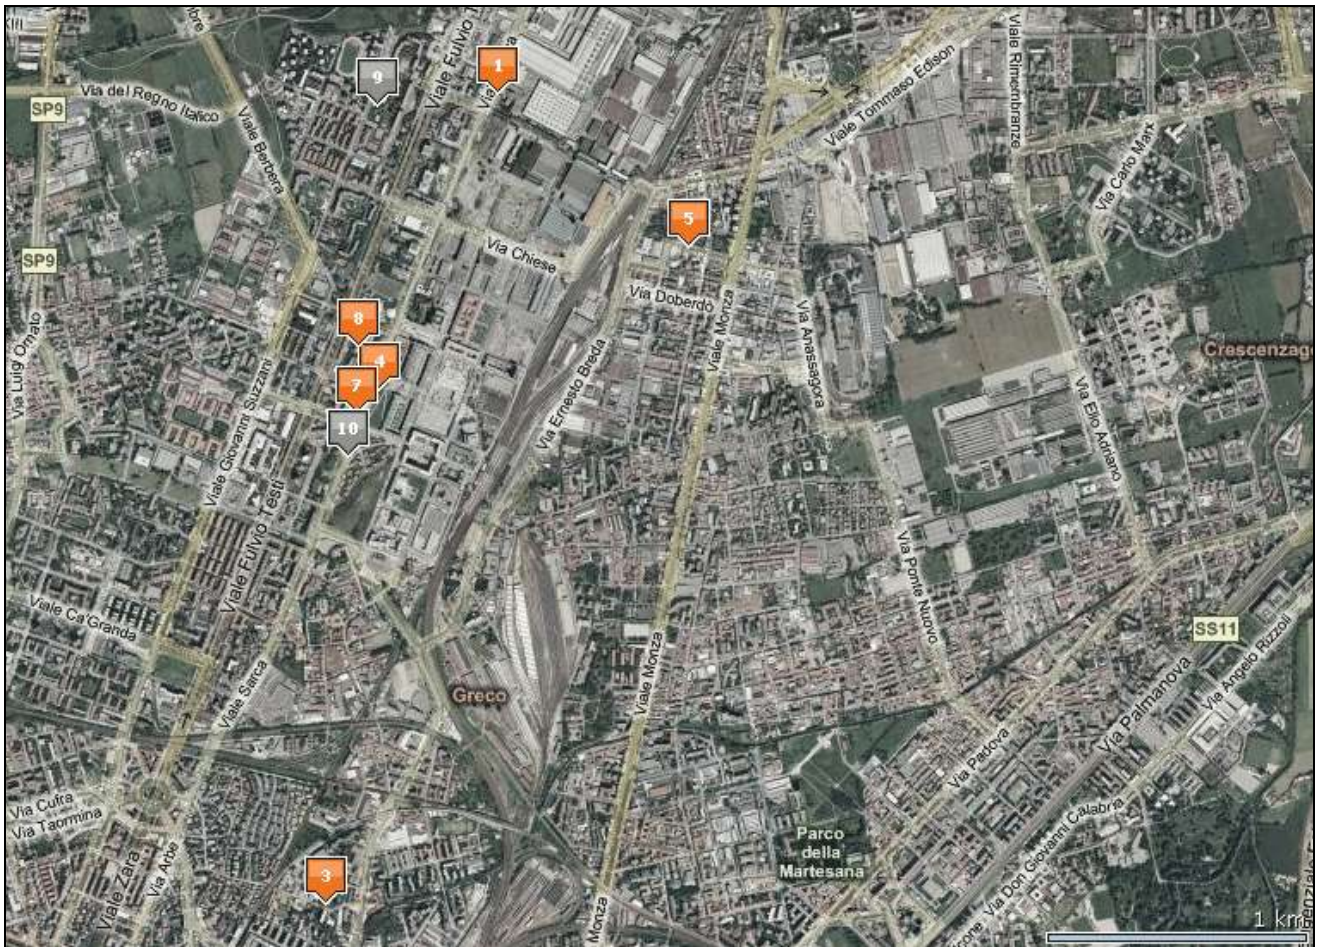 1
9
Viale Fulvio T
Via del Regno Italico
SP9
Viale Berbera
Viale Tommaso Edison
Viale Rimembranze
Via Carlo Marx
5
SP9
Via Chiese
Via Doberdò
Viale Monza
Via Anassagora
8
4
7
10
Via Luigi Ornato
Viale Giovanni Suzzani
Via Ernesto Breda
Crescenzag
Via Elio Adriano
Viale Fulvio Testi
Via Ponte Nuovo
Viale Ca'Granda
SS11
Via Angelo Rizzoli
Viale Monza
Viale Sarca
Greco
Via Palmanova
Via Padova
Via Cufra
Via Taormina
Via Don Giovanni Calabria
Parco
della
Martesana
Viale Zara
Via Arbe
3
Monza
1 km